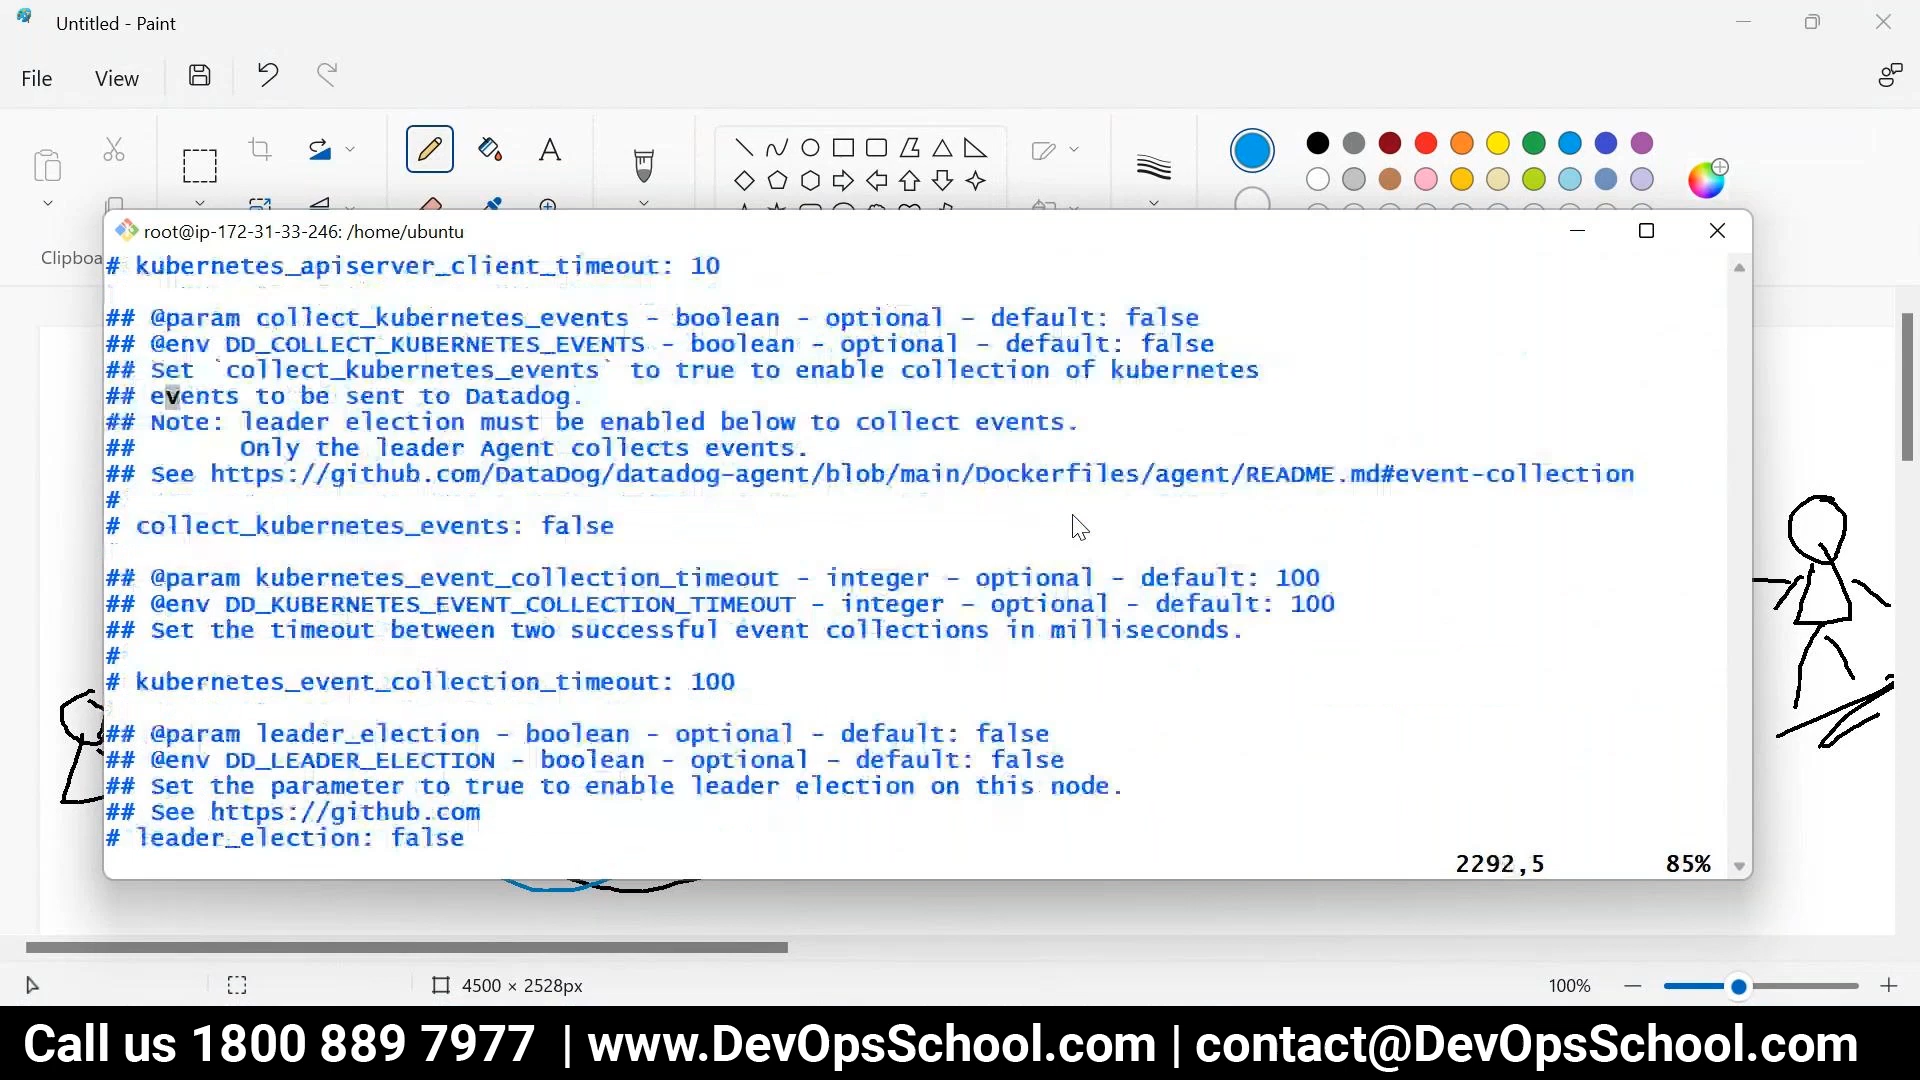 Untitled - Paint
File View
Clipboa
root@ip-172-31-33-246: /home/ubuntu
# kubernetes_apiserver_client_timeout: 10
## @param collect_kubernetes_events - boolean - optional - default: false
## @env DD_COLLECT_KUBERNETES_EVENTS - boolean - optional - default: false
## Set `collect_kubernetes_events` to true to enable collection of kubernetes
## events to be sent to Datadog.
## Note: leader election must be enabled below to collect events.
##       Only the leader Agent collects events.
## See https://github.com/DataDog/datadog-agent/blob/main/Dockerfiles/agent/README.md#event-collection
#
# collect_kubernetes_events: false
## @param kubernetes_event_collection_timeout - integer - optional - default: 100
## @env DD_KUBERNETES_EVENT_COLLECTION_TIMEOUT - integer - optional - default: 100
## Set the timeout between two successful event collections in milliseconds.
#
# kubernetes_event_collection_timeout: 100
## @param leader_election - boolean - optional - default: false
## @env DD_LEADER_ELECTION - boolean - optional - default: false
## Set the parameter to true to enable leader election on this node.
## See https://github.com
# leader_election: false
2292,5 85%
4500 × 2528px
100%
Call us 1800 889 7977 | www.DevOpsSchool.com | contact@DevOpsSchool.com